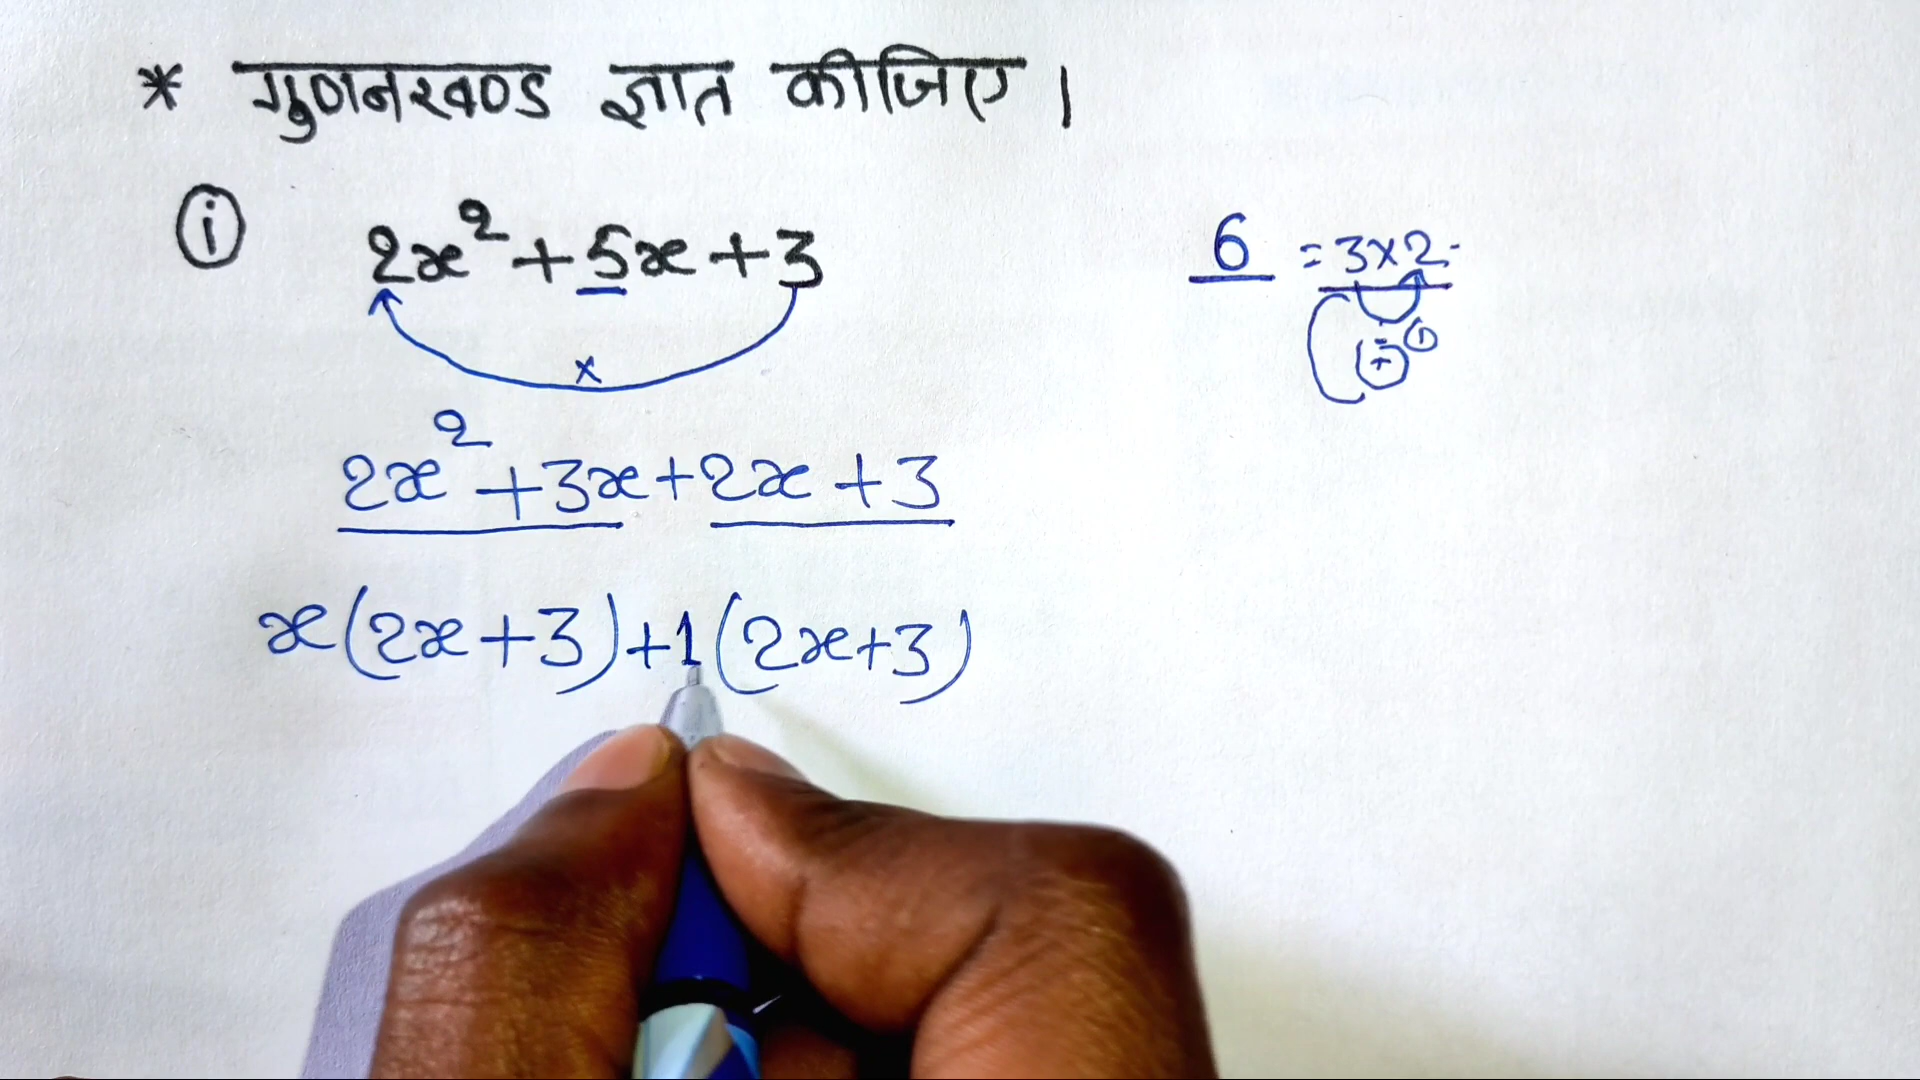 * गुणनखण्ड ज्ञात कीजिए ।
(i) 2x² + 5x + 3
x
6 = 3×2
2x² + 3x + 2x + 3
x(2x+3)+1(2x+3)